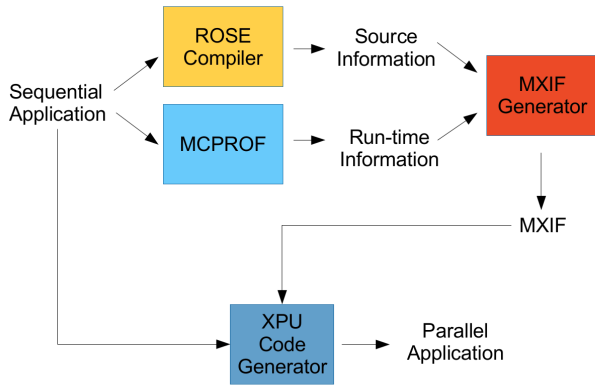 ROSE
Compiler
Source
Information
Sequential
Application
MXIF
Generator
MCPROF
Run-time
Information
MXIF
XPU
Code
Generator
Parallel
Application